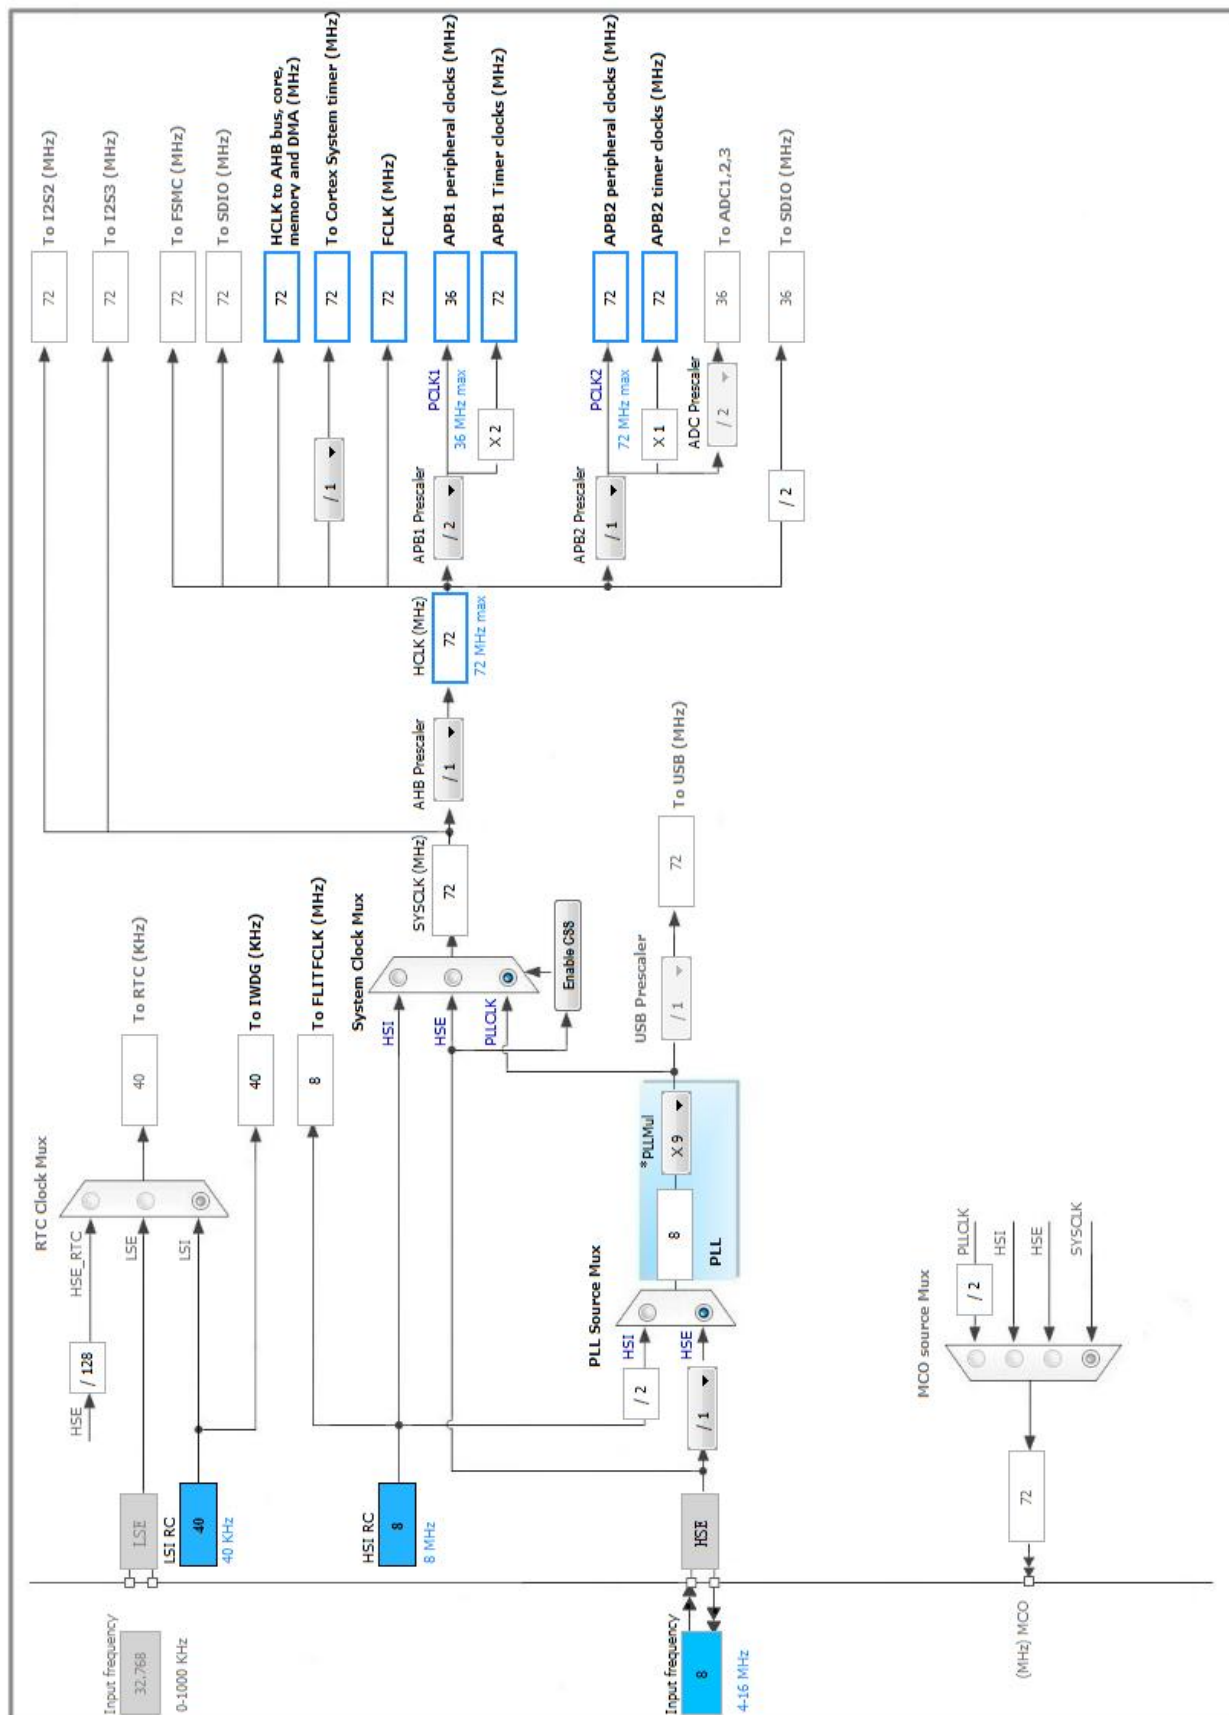 RTC Clock Mux
HSE
/ 128
HSE_RTC
LSE
LSI
40
To RTC (KHz)
40
To IWDG (KHz)
Input frequency
32.768
0-1000 KHz
LSE
LSI RC
40
40 KHz
HSI RC
8
8 MHz
8
To FLITFCLK (MHz)
System Clock Mux
HSI
HSE
PLLCLK
Enable CSS
SYSCLK (MHz)
72
AHB Prescaler
/ 1
HCLK (MHz)
72
72 MHz max
72
To I2S2 (MHz)
72
To I2S3 (MHz)
72
To FSMC (MHz)
72
To SDIO (MHz)
72
HCLK to AHB bus, core,
memory and DMA (MHz)
/ 1
72
To Cortex System timer (MHz)
72
FCLK (MHz)
APB1 Prescaler
/ 2
PCLK1
36 MHz max
36
APB1 peripheral clocks (MHz)
X 2
72
APB1 Timer clocks (MHz)
APB2 Prescaler
/ 1
PCLK2
72 MHz max
72
APB2 peripheral clocks (MHz)
X 1
72
APB2 timer clocks (MHz)
ADC Prescaler
/ 2
36
To ADC1,2,3
/ 2
36
To SDIO (MHz)
Input frequency
8
4-16 MHz
HSE
PLL Source Mux
/ 2
HSI
/ 1
HSE
8
*PLLMul
X 9
PLL
USB Prescaler
/ 1
72
To USB (MHz)
MCO source Mux
/ 2
PLLCLK
HSI
HSE
SYSCLK
72
(MHz) MCO